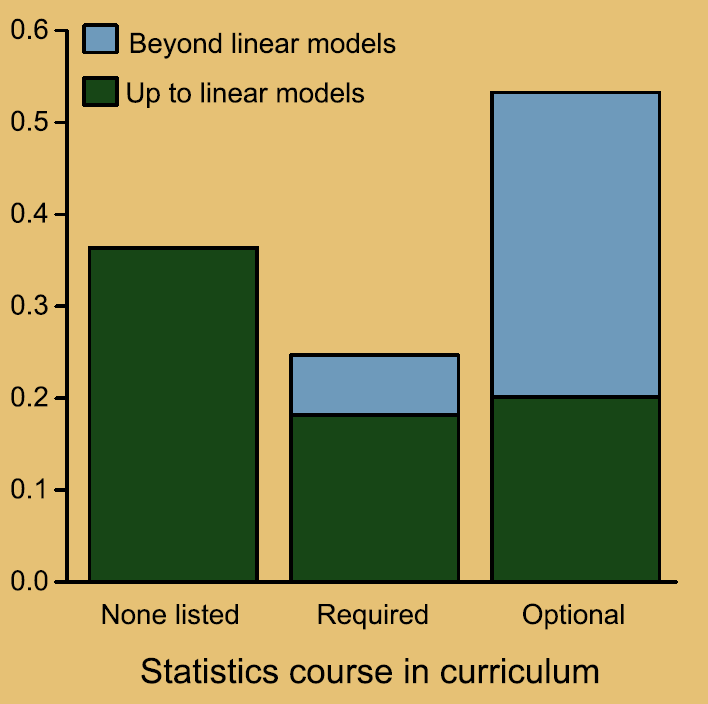 0.6
Beyond linear models
Up to linear models
0.5
0.4
0.3
0.2
0.1
0.0
None listed Required Optional
Statistics course in curriculum